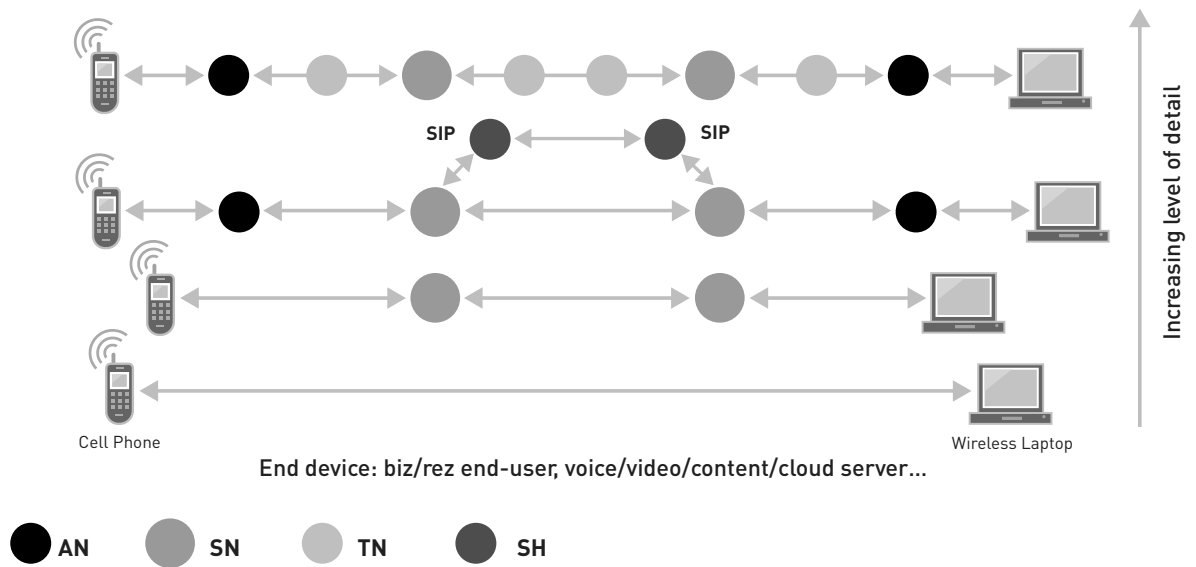 SIP
SIP
Increasing level of detail
Cell Phone
Wireless Laptop
End device: biz/rez end-user, voice/video/content/cloud server...
AN
SN
TN
SH